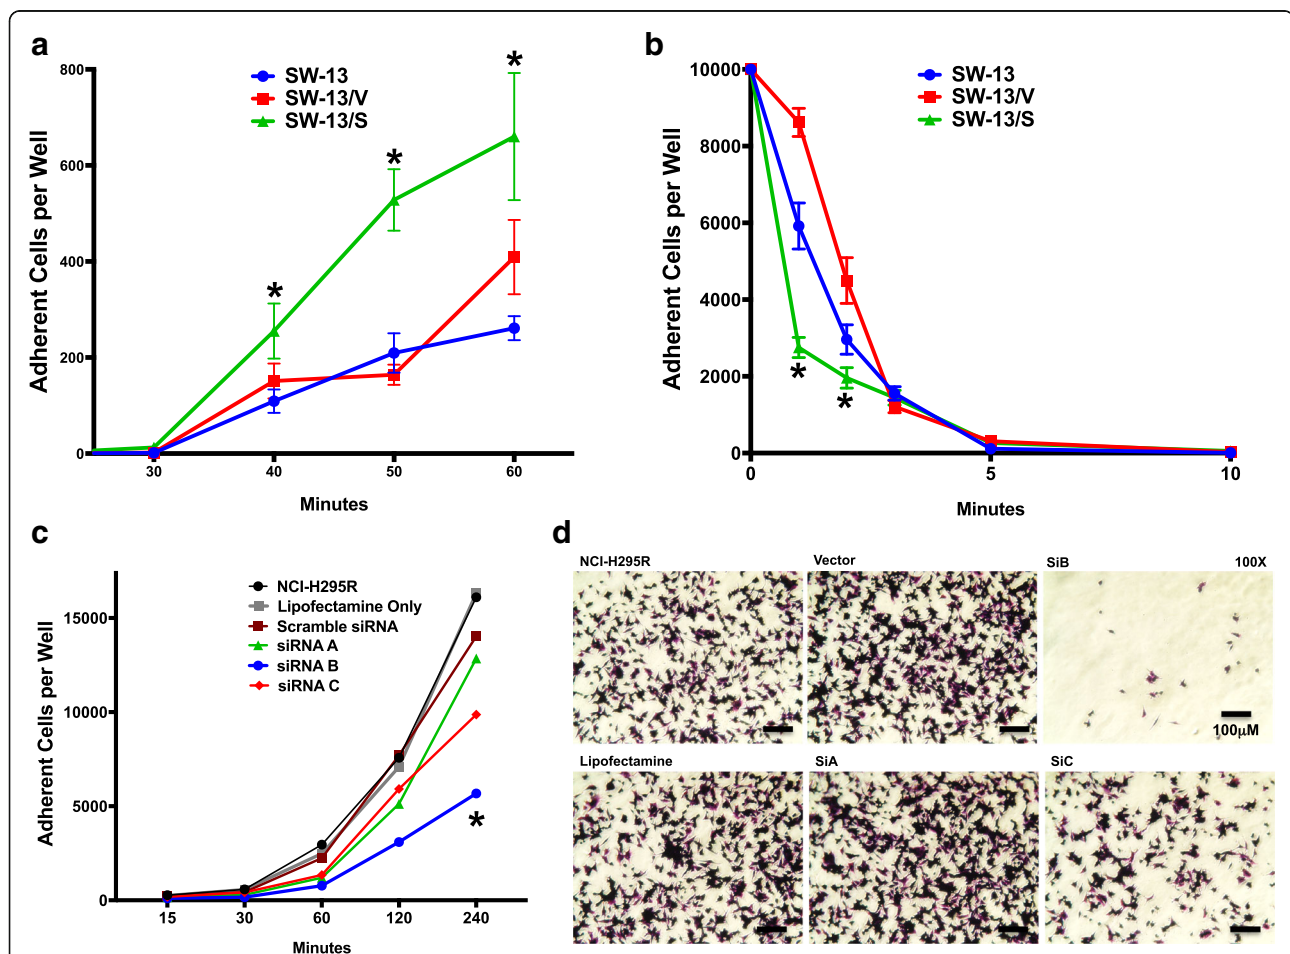 a
SW-13
SW-13/V
SW-13/S
800
600
400
200
0
30
40
50
60
*
*
*
Adherent Cells per Well
Minutes
b
SW-13
SW-13/V
SW-13/S
10000
8000
6000
4000
2000
0
0
5
10
*
*
Adherent Cells per Well
Minutes
c
NCI-H295R
Lipofectamine Only
Scramble siRNA
siRNA A
siRNA B
siRNA C
15000
10000
5000
0
15
30
60
120
240
*
Adherent Cells per Well
Minutes
d
NCI-H295R
Vector
SiB
100X
100µM
Lipofectamine
SiA
SiC